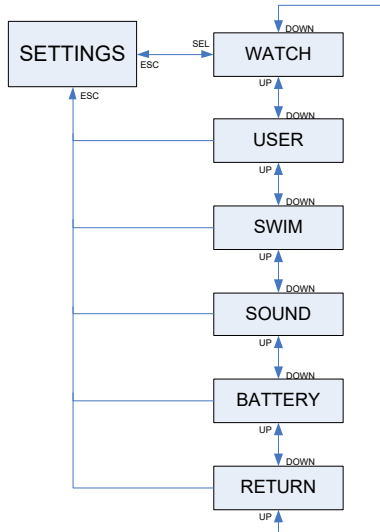 DOWN
SETTINGS
SEL
WATCH
ESC
UP
ESC
DOWN
USER
UP
DOWN
SWIM
UP
DOWN
SOUND
UP
DOWN
BATTERY
UP
DOWN
RETURN
UP